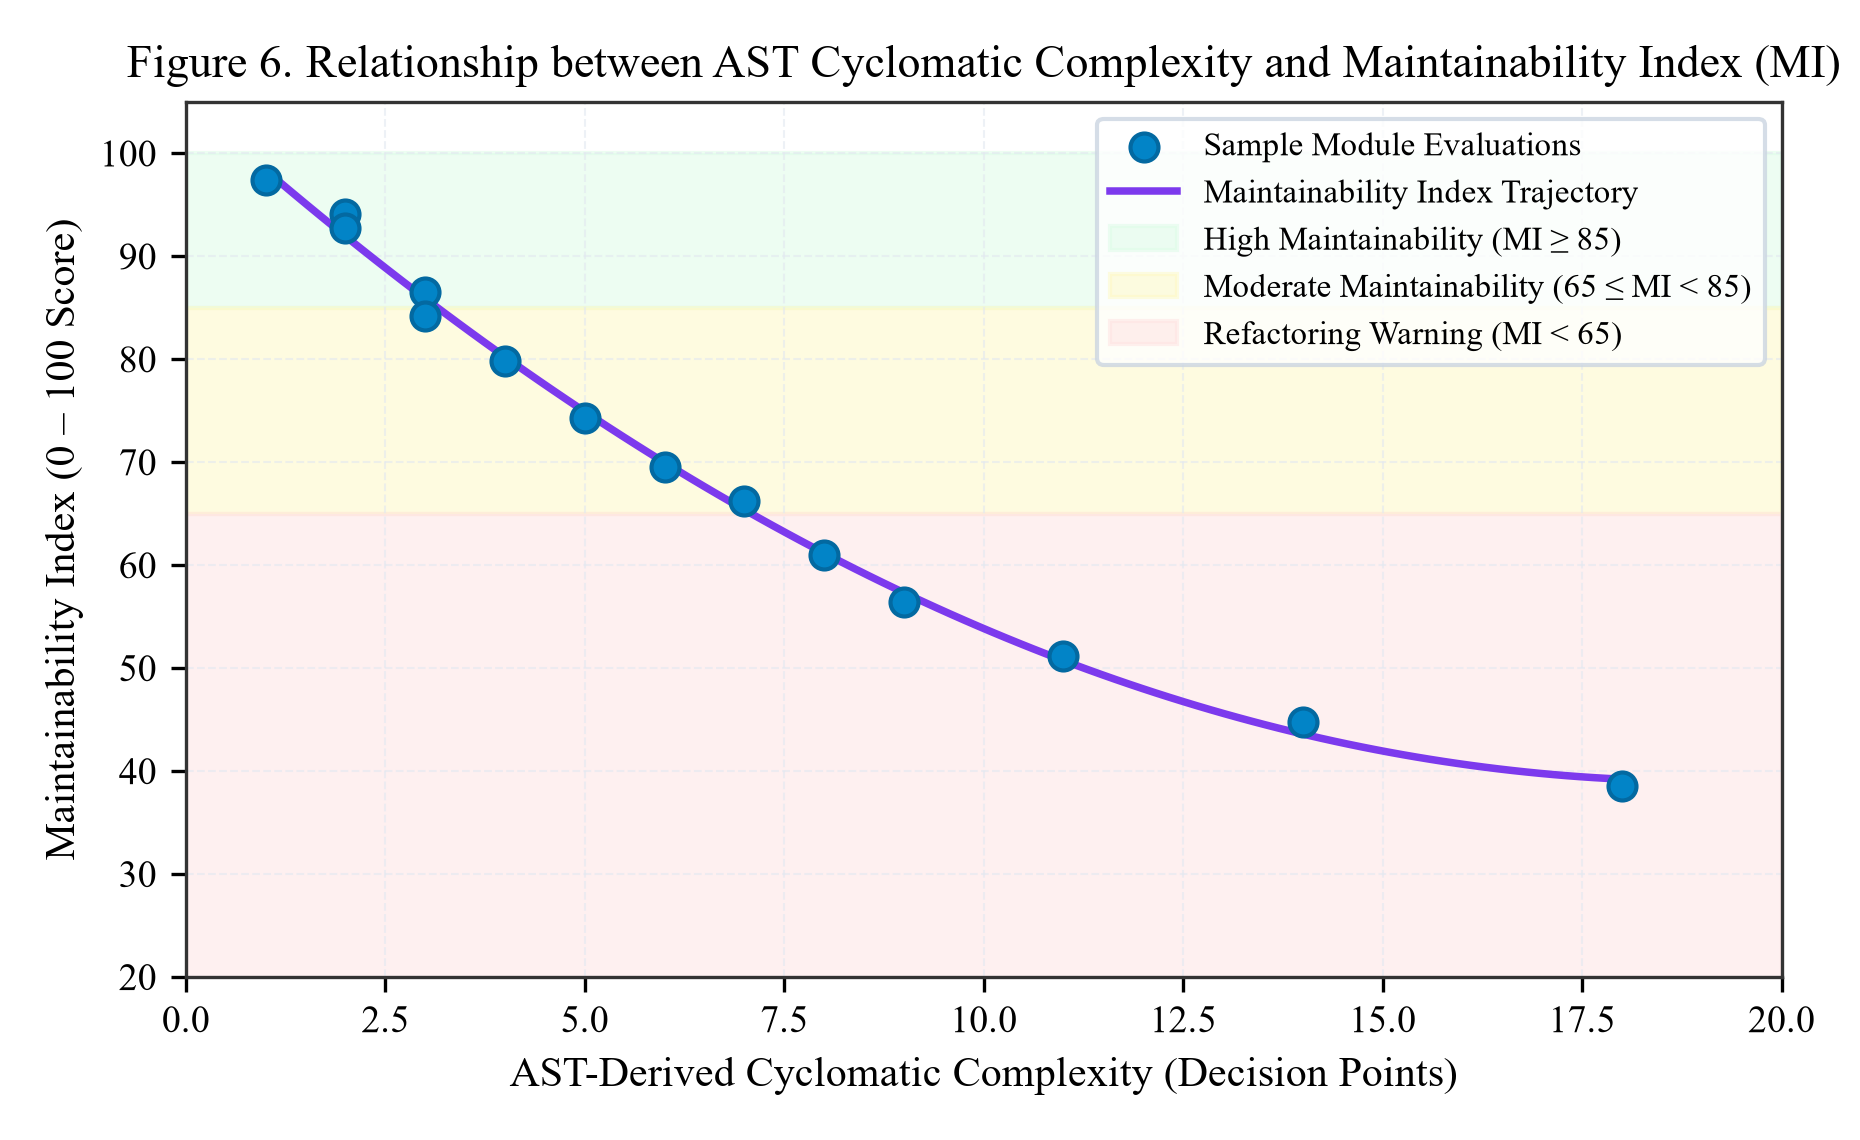 Figure 6. Relationship between AST Cyclomatic Complexity and Maintainability Index (MI)
Sample Module Evaluations
Maintainability Index Trajectory
High Maintainability (MI ≥ 85)
Moderate Maintainability (65 ≤ MI < 85)
Refactoring Warning (MI < 65)
Maintainability Index (0 – 100 Score)
100
90
80
70
60
50
40
30
20
0.0 2.5 5.0 7.5 10.0 12.5 15.0 17.5 20.0
AST-Derived Cyclomatic Complexity (Decision Points)